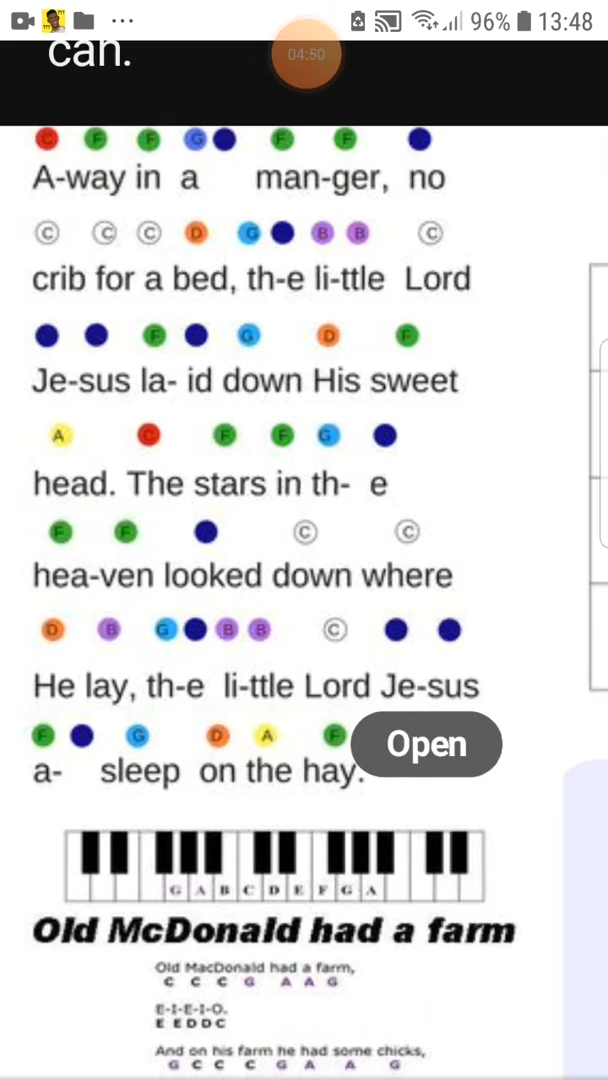 96% 13:48
can.
04:50
C F F G F F
A-way in a man-ger, no
C C C D G B B C
crib for a bed, th-e li-ttle Lord
F G D F
Je-sus la- id down His sweet
A C F F G
head. The stars in th- e
F F C C
hea-ven looked down where
D B G B B C
He lay, th-e li-ttle Lord Je-sus
F G D A F
a- sleep on the hay.
Open
G A B C D E F G A
Old McDonald had a farm
Old MacDonald had a farm,
C C C G A A G
E-I-E-I-O.
E E D D C
And on his farm he had some chicks,
G C C C G A A G